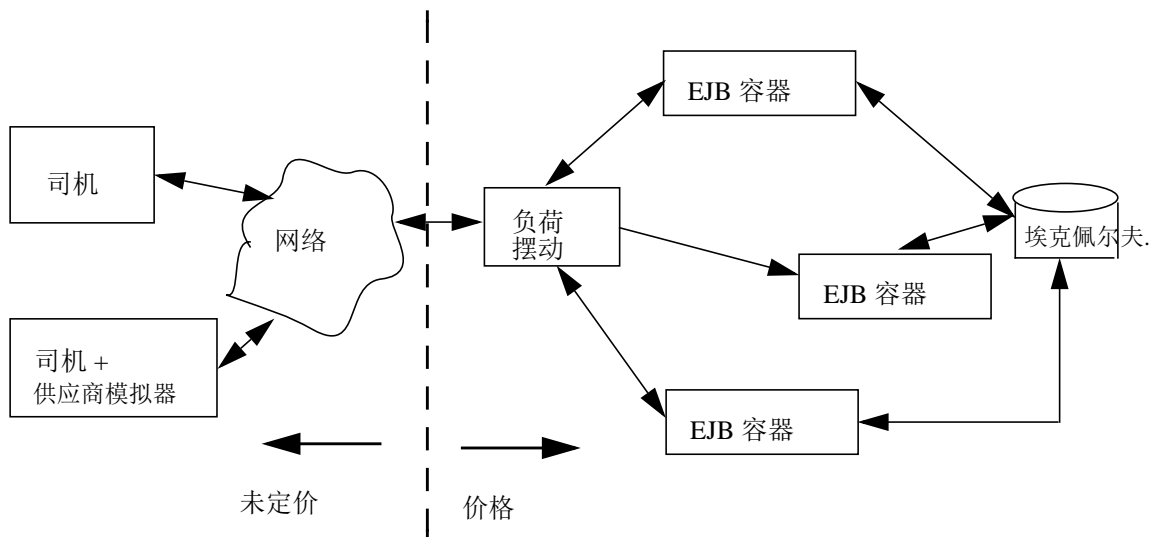 EJB 容器
司机
网络
负荷
摆动
埃克佩尔夫.
EJB 容器
司机 +
供应商模拟器
EJB 容器
未定价
价格